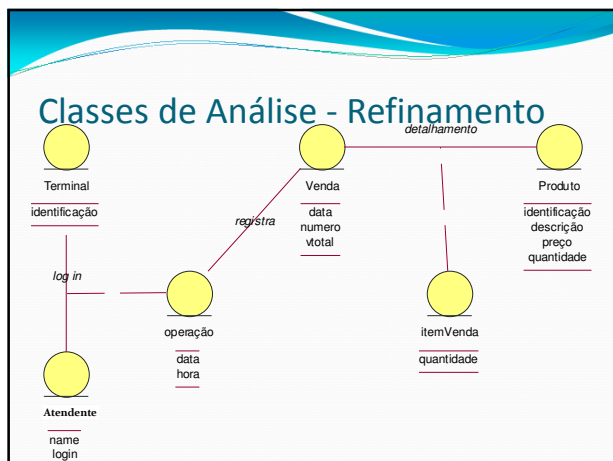 Classes de Análise - Refinamento
detalhamento
Terminal
identificação
Venda
data
numero
vtotal
Produto
identificação
descrição
preço
quantidade
registra
log in
operação
data
hora
itemVenda
quantidade
Atendente
name
login